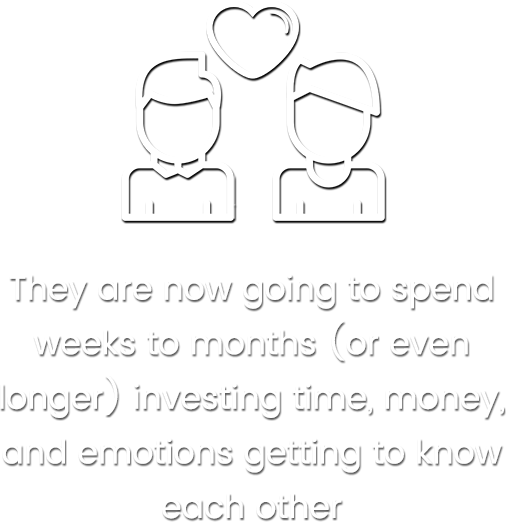 They are now going to spend
weeks to months (or even
longer) investing time, money,
and emotions getting to know
each other